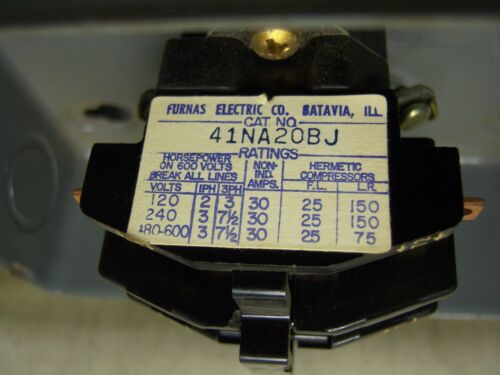 FURNAS ELECTRIC CO. BATAVIA, ILL.
CAT NO.
41NA20BJ
RATINGS
HORSEPOWER
ON 600 VOLTS
BREAK ALL LINES
NON-
IND.
AMPS.
HERMETIC
COMPRESSORS
VOLTS 1PH 3PH F.L. L.R.
120 2 3 30 25 150
240 3 7½ 30 25 150
480-600 3 7½ 30 25 75